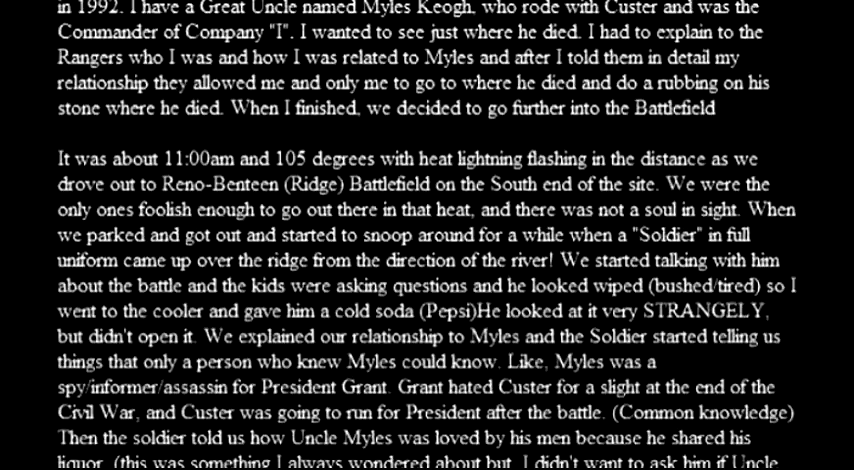 in 1992. I have a Great Uncle named Myles Keogh, who rode with Custer and was the
Commander of Company "I". I wanted to see just where he died. I had to explain to the
Rangers who I was and how I was related to Myles and after I told them in detail my
relationship they allowed me and only me to go to where he died and do a rubbing on his
stone where he died. When I finished, we decided to go further into the Battlefield
It was about 11:00am and 105 degrees with heat lightning flashing in the distance as we
drove out to Reno-Benteen (Ridge) Battlefield on the South end of the site. We were the
only ones foolish enough to go out there in that heat, and there was not a soul in sight. When
we parked and got out and started to snoop around for a while when a "Soldier" in full
uniform came up over the ridge from the direction of the river! We started talking with him
about the battle and the kids were asking questions and he looked wiped (bushed/tired) so I
went to the cooler and gave him a cold soda (Pepsi)He looked at it very STRANGELY,
but didn't open it. We explained our relationship to Myles and the Soldier started telling us
things that only a person who knew Myles could know. Like, Myles was a
spy/informer/assassin for President Grant. Grant hated Custer for a slight at the end of the
Civil War, and Custer was going to run for President after the battle. (Common knowledge)
Then the soldier told us how Uncle Myles was loved by his men because he shared his
liquor. (this was something I always wondered about but, I didn't want to ask him if Uncle